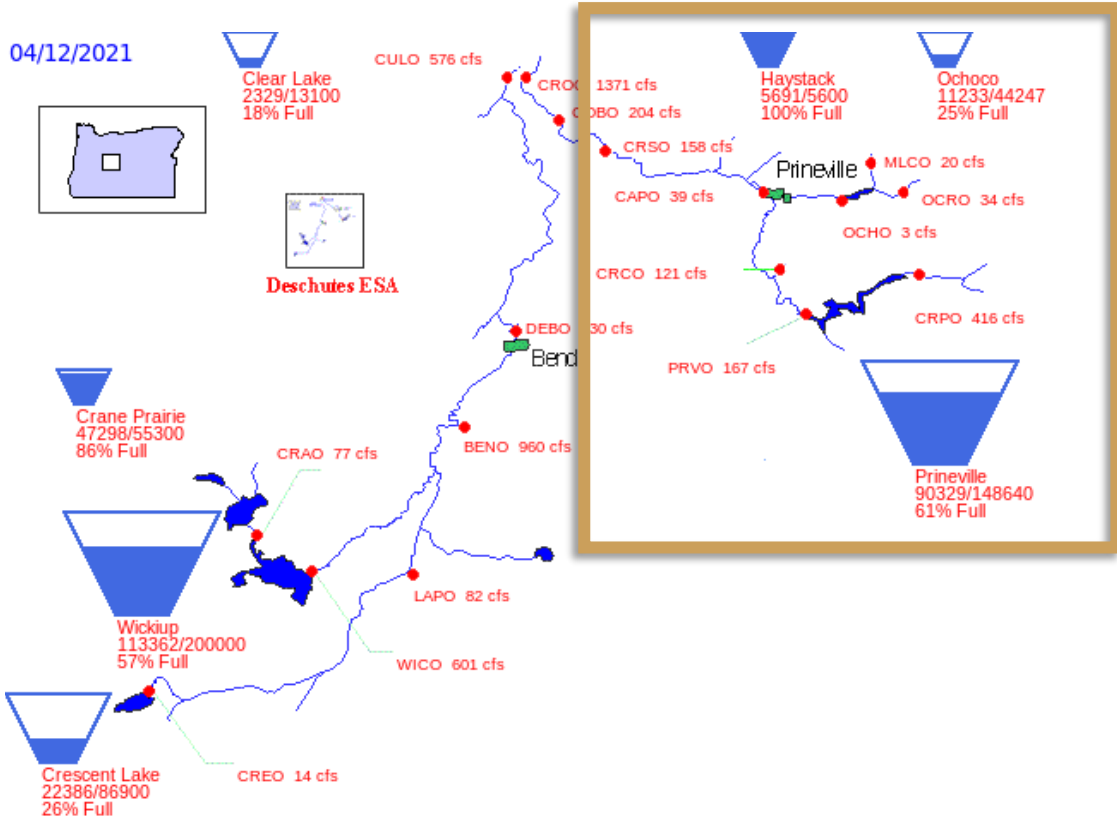 04/12/2021
Clear Lake
2329/13100
18% Full
CULO 576 cfs
1371 cfs
204 cfs
CRSO 158 cfs
Haystack
5691/5600
100% Full
Ochoco
11233/44247
25% Full
Prineville
MLCO 20 cfs
CAPO 39 cfs
OCRO 34 cfs
OCHO 3 cfs
CRCO 121 cfs
CRPO 416 cfs
PRVO 167 cfs
Deschutes ESA
DEBO
cfs
Bend
Crane Prairie
47298/55300
86% Full
CRAO 77 cfs
BENO 960 cfs
Prineville
90329/148640
61% Full
Wickiup
113362/200000
57% Full
LAPO 82 cfs
WICO 601 cfs
Crescent Lake
22386/86900
26% Full
CREO 14 cfs